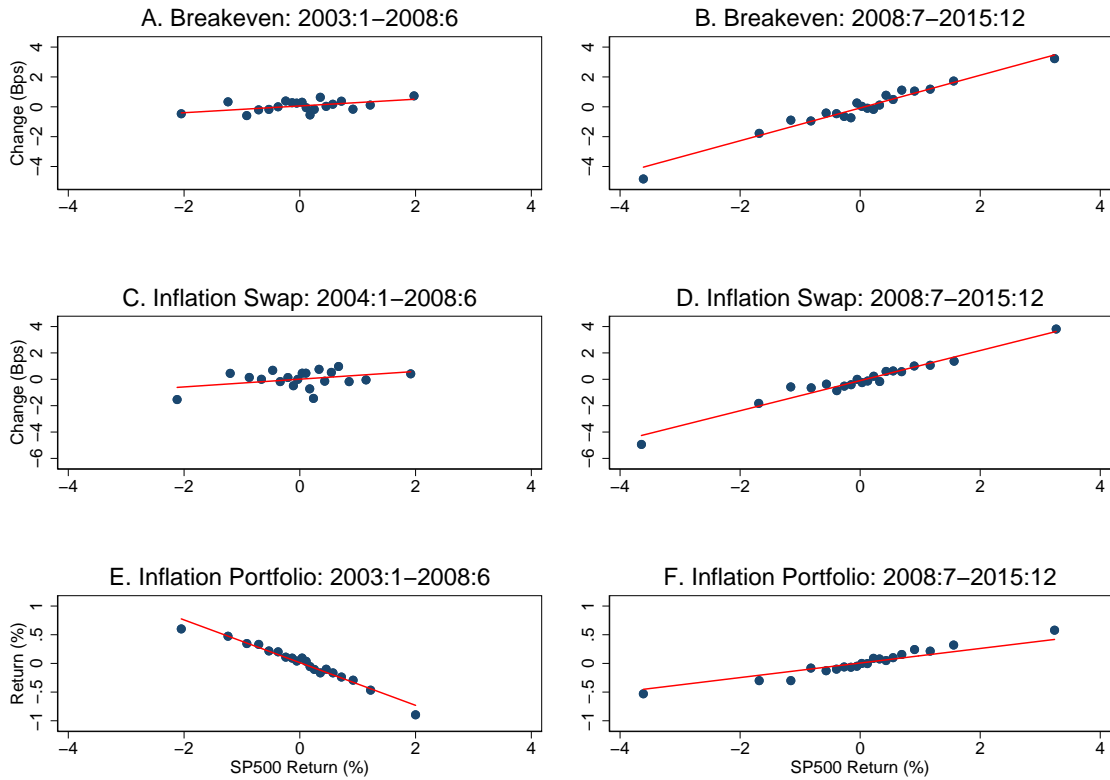 A. Breakeven: 2003:1−2008:6
Change (Bps)
4
2
0
−2
−4
−4 −2 0 2 4
B. Breakeven: 2008:7−2015:12
4
2
0
−2
−4
−4 −2 0 2 4
C. Inflation Swap: 2004:1−2008:6
Change (Bps)
4
2
0
−2
−4
−6
−4 −2 0 2 4
D. Inflation Swap: 2008:7−2015:12
4
2
0
−2
−4
−6
−4 −2 0 2 4
E. Inflation Portfolio: 2003:1−2008:6
Return (%)
1
.5
0
−.5
−1
−4 −2 0 2 4
SP500 Return (%)
F. Inflation Portfolio: 2008:7−2015:12
1
.5
0
−.5
−1
−4 −2 0 2 4
SP500 Return (%)